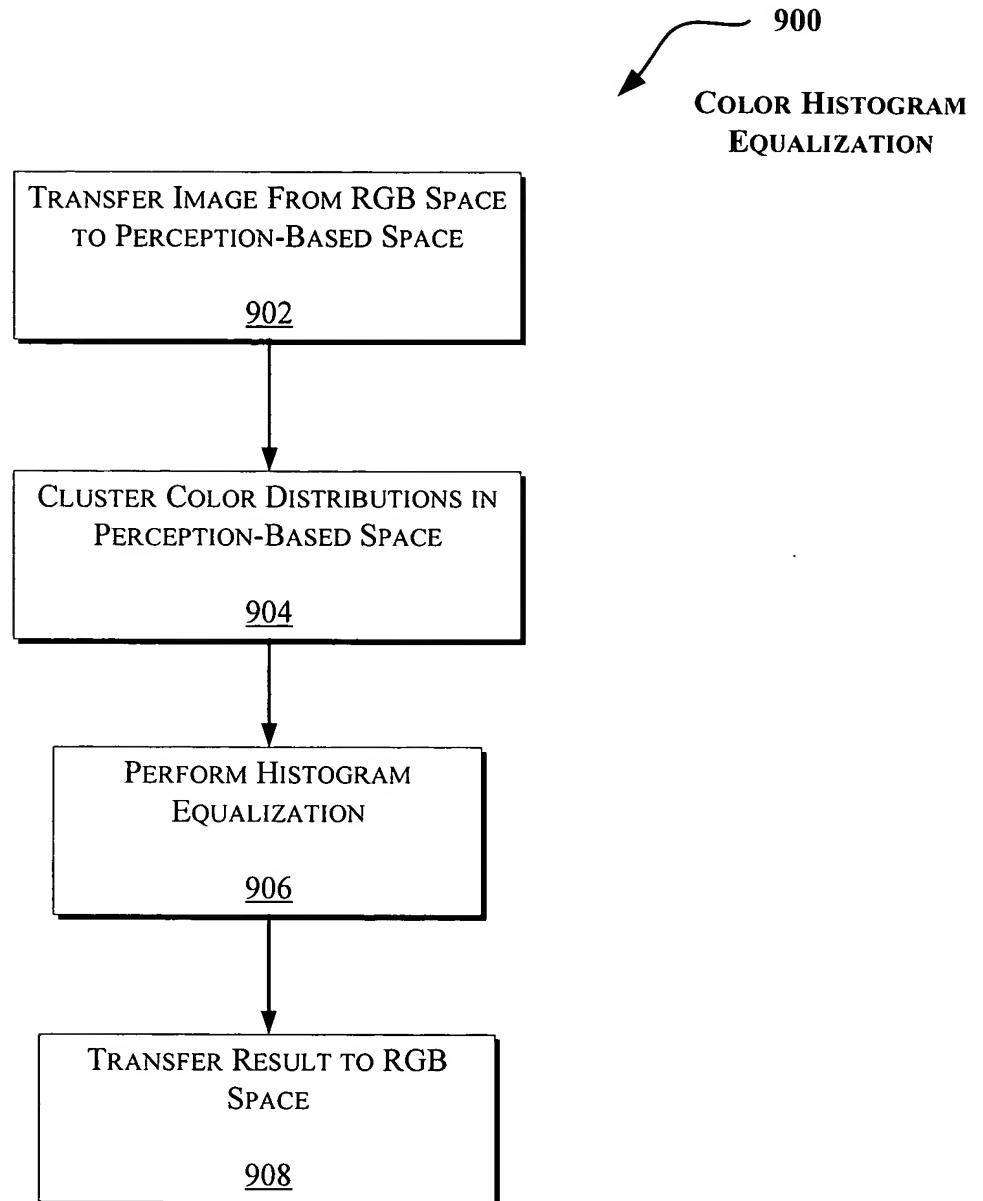 900
COLOR HISTOGRAM
EQUALIZATION
TRANSFER IMAGE FROM RGB SPACE
TO PERCEPTION-BASED SPACE
902
CLUSTER COLOR DISTRIBUTIONS IN
PERCEPTION-BASED SPACE
904
PERFORM HISTOGRAM
EQUALIZATION
906
TRANSFER RESULT TO RGB
SPACE
908